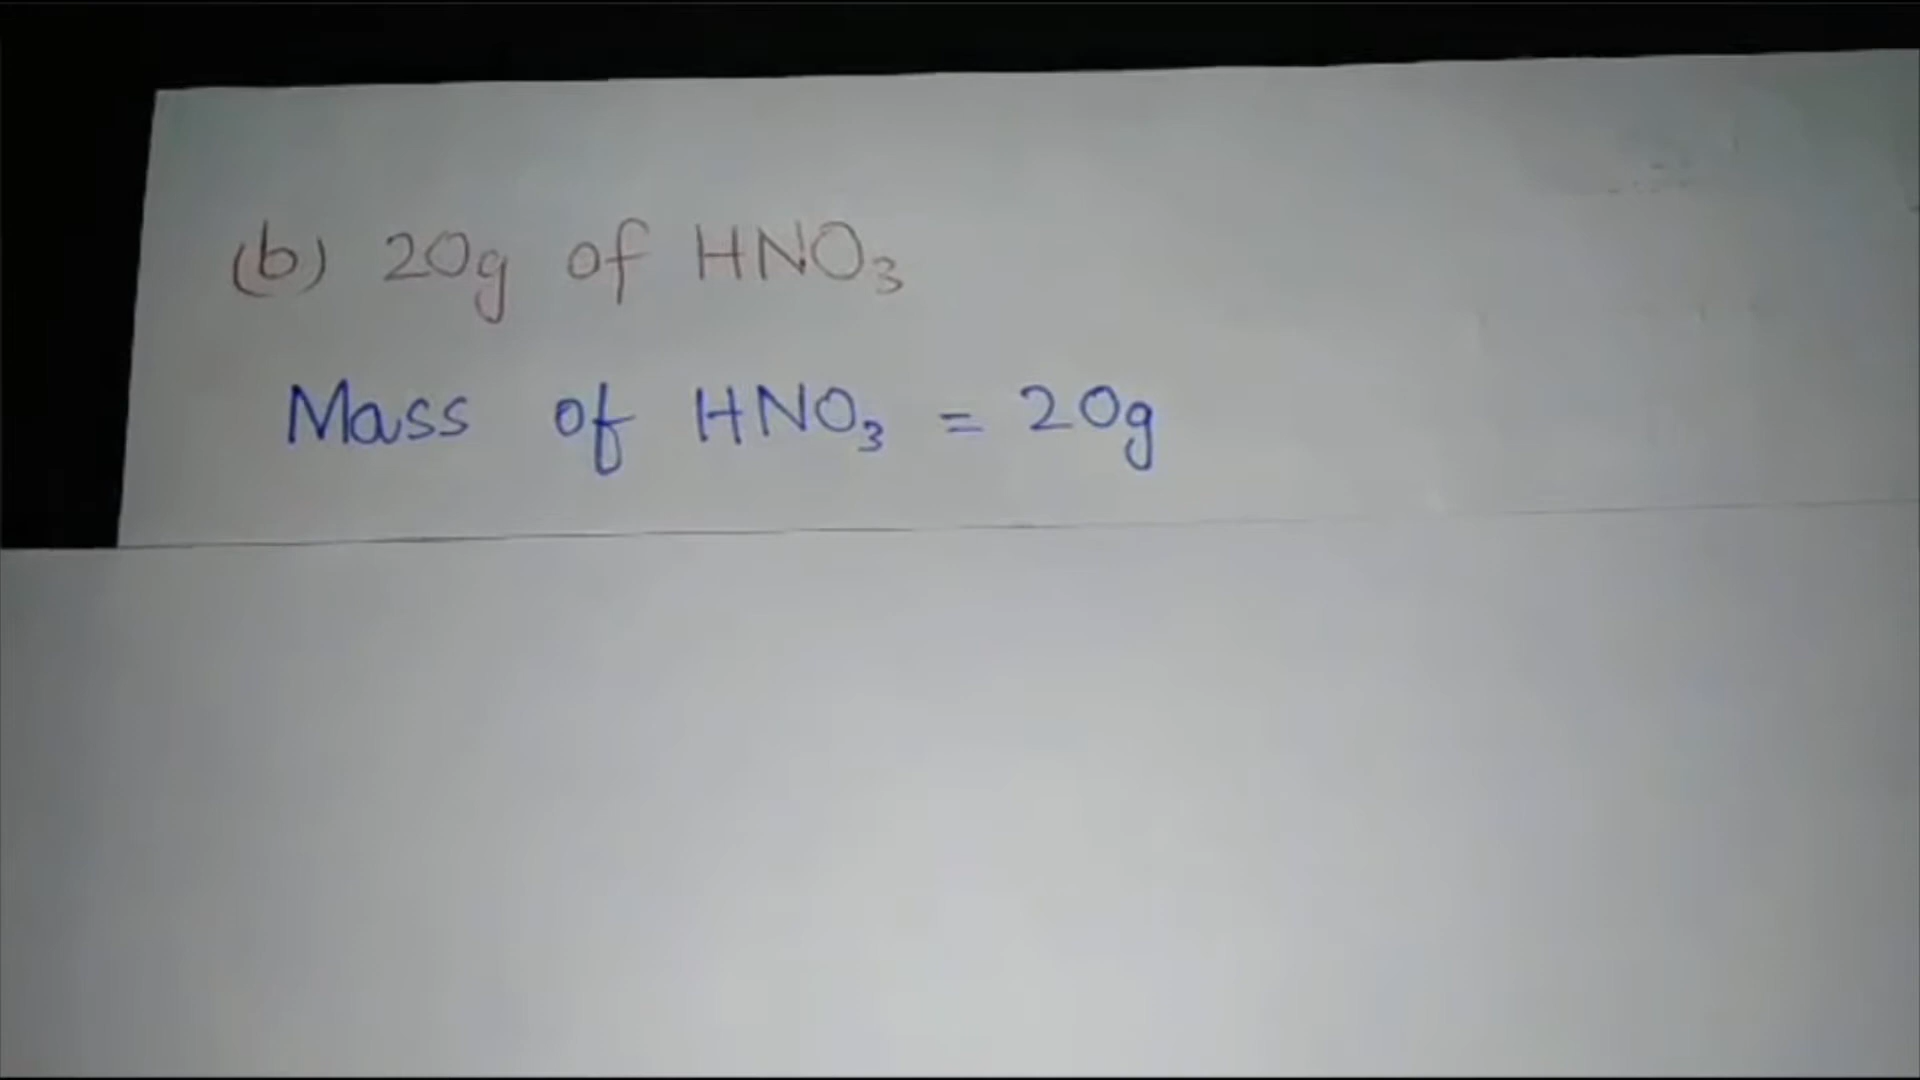 (b) 20g of HNO₃
Mass of HNO₃ = 20g